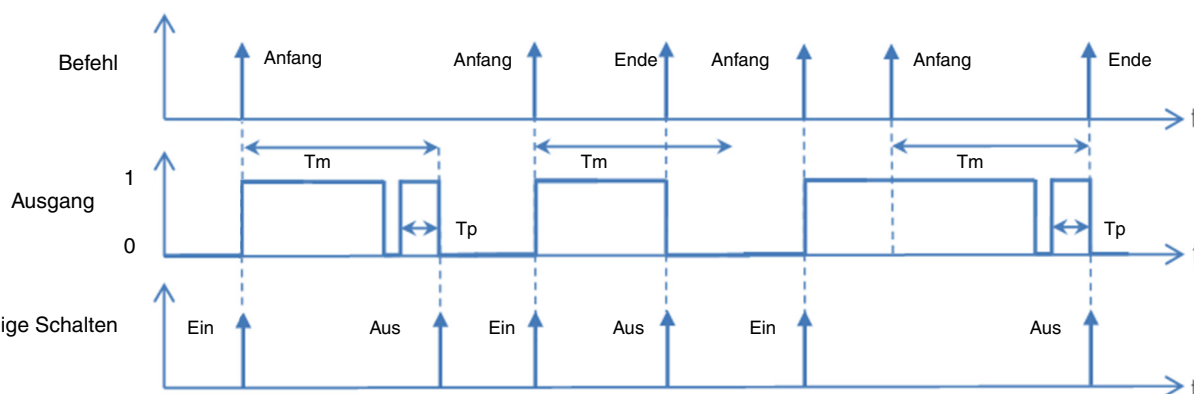 Befehl
Anfang Anfang Ende Anfang Anfang Ende
Tm Tm Tm
1
Ausgang
Tp Tp
0
ige Schalten Ein Aus Ein Aus Ein Aus